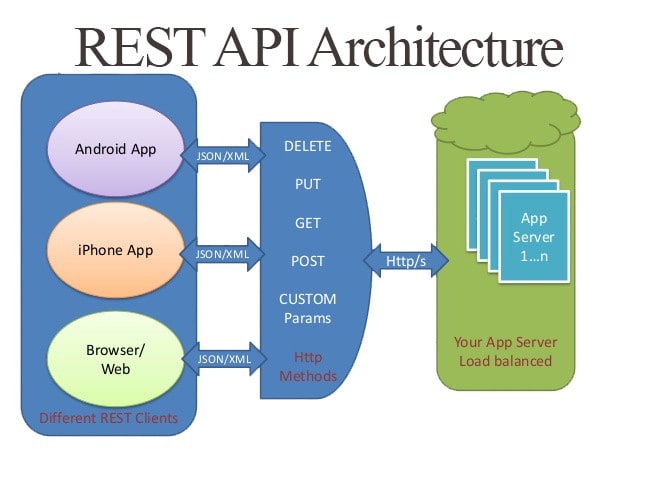 REST API Architecture
Android App
iPhone App
Browser/
Web
Different REST Clients
JSON/XML
JSON/XML
JSON/XML
DELETE
PUT
GET
POST
CUSTOM
Params
Http
Methods
Http/s
App
Server
1...n
Your App Server
Load balanced